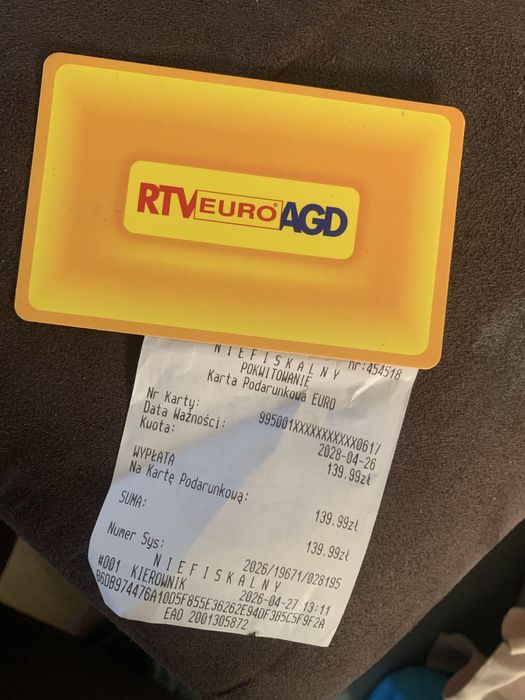 RTV EURO® AGD
NIEFISKALNY nr:454518
POKWITOWANIE
Karta Podarunkowa EURO
Nr Karty: 995001XXXXXXXXXXX0617
Data Ważności: 2028-04-26
Kwota: 139.99zł
WYPŁATA
Na Kartę Podarunkową: 139.99zł
SUMA: 139.99zł
Numer Sys: 2026/19671/028195
NIEFISKALNY
#001 KIEROWNIK 2026-04-27 13:11
B6DB974476A10D5F855E36262E94DF3B5C5F9F2A
EAO 2001305872